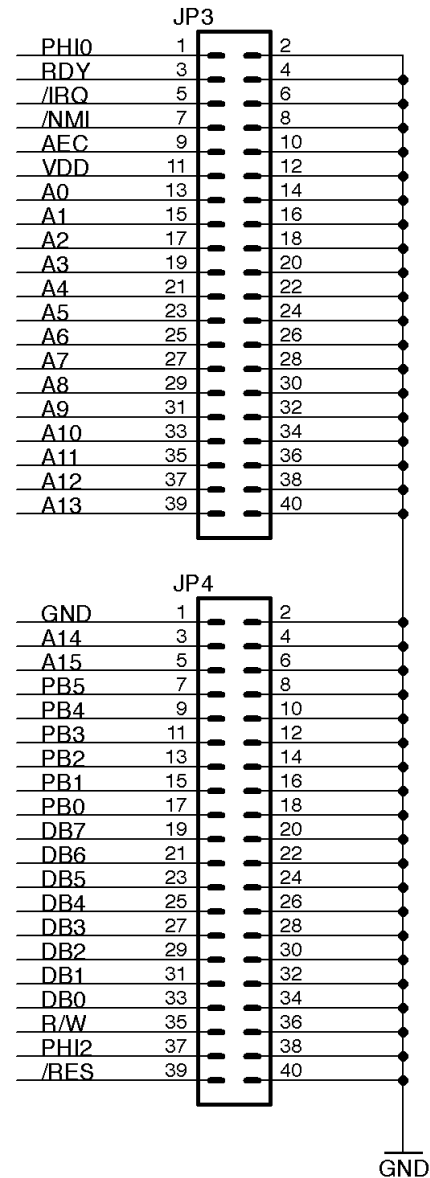 JP3
PHI0 1 2
RDY 3 4
/IRQ 5 6
/NMI 7 8
AEC 9 10
VDD 11 12
A0 13 14
A1 15 16
A2 17 18
A3 19 20
A4 21 22
A5 23 24
A6 25 26
A7 27 28
A8 29 30
A9 31 32
A10 33 34
A11 35 36
A12 37 38
A13 39 40
JP4
GND 1 2
A14 3 4
A15 5 6
PB5 7 8
PB4 9 10
PB3 11 12
PB2 13 14
PB1 15 16
PB0 17 18
DB7 19 20
DB6 21 22
DB5 23 24
DB4 25 26
DB3 27 28
DB2 29 30
DB1 31 32
DB0 33 34
R/W 35 36
PHI2 37 38
/RES 39 40
GND